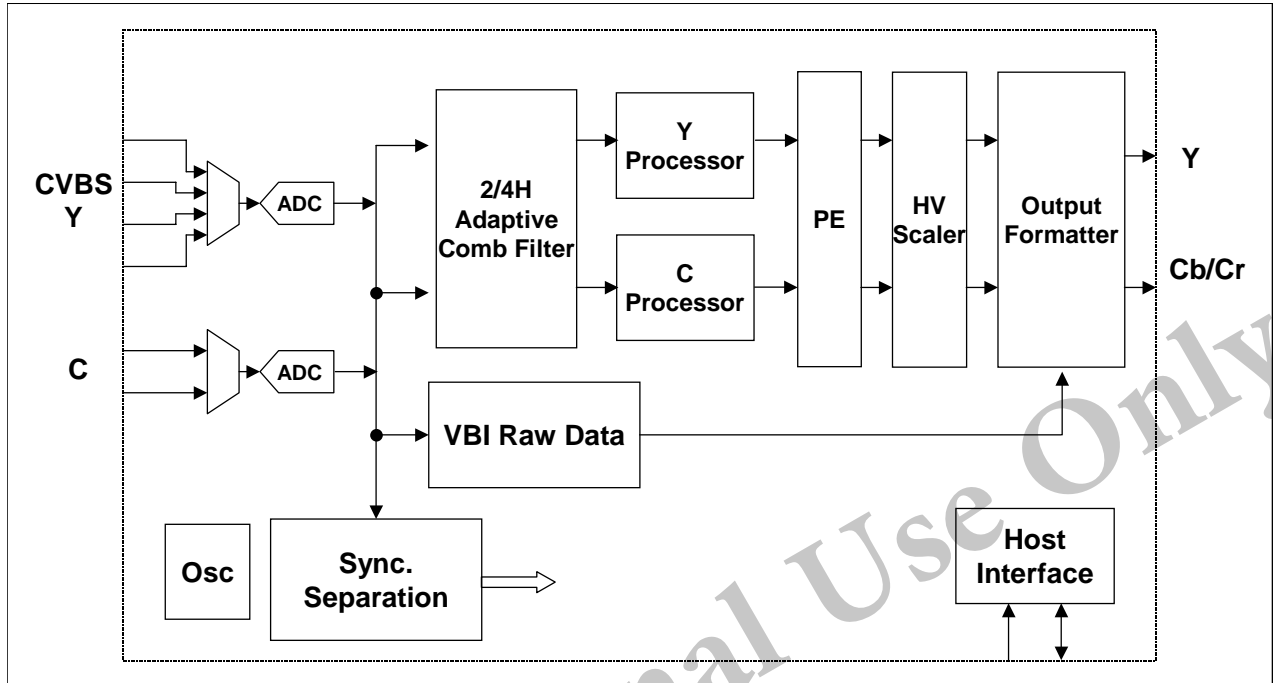 CVBS
Y
C
ADC
ADC
2/4H
Adaptive
Comb Filter
Y
Processor
C
Processor
PE
HV
Scaler
Output
Formatter
Y
Cb/Cr
VBI Raw Data
Osc
Sync.
Separation
Host
Interface
nal Use Only